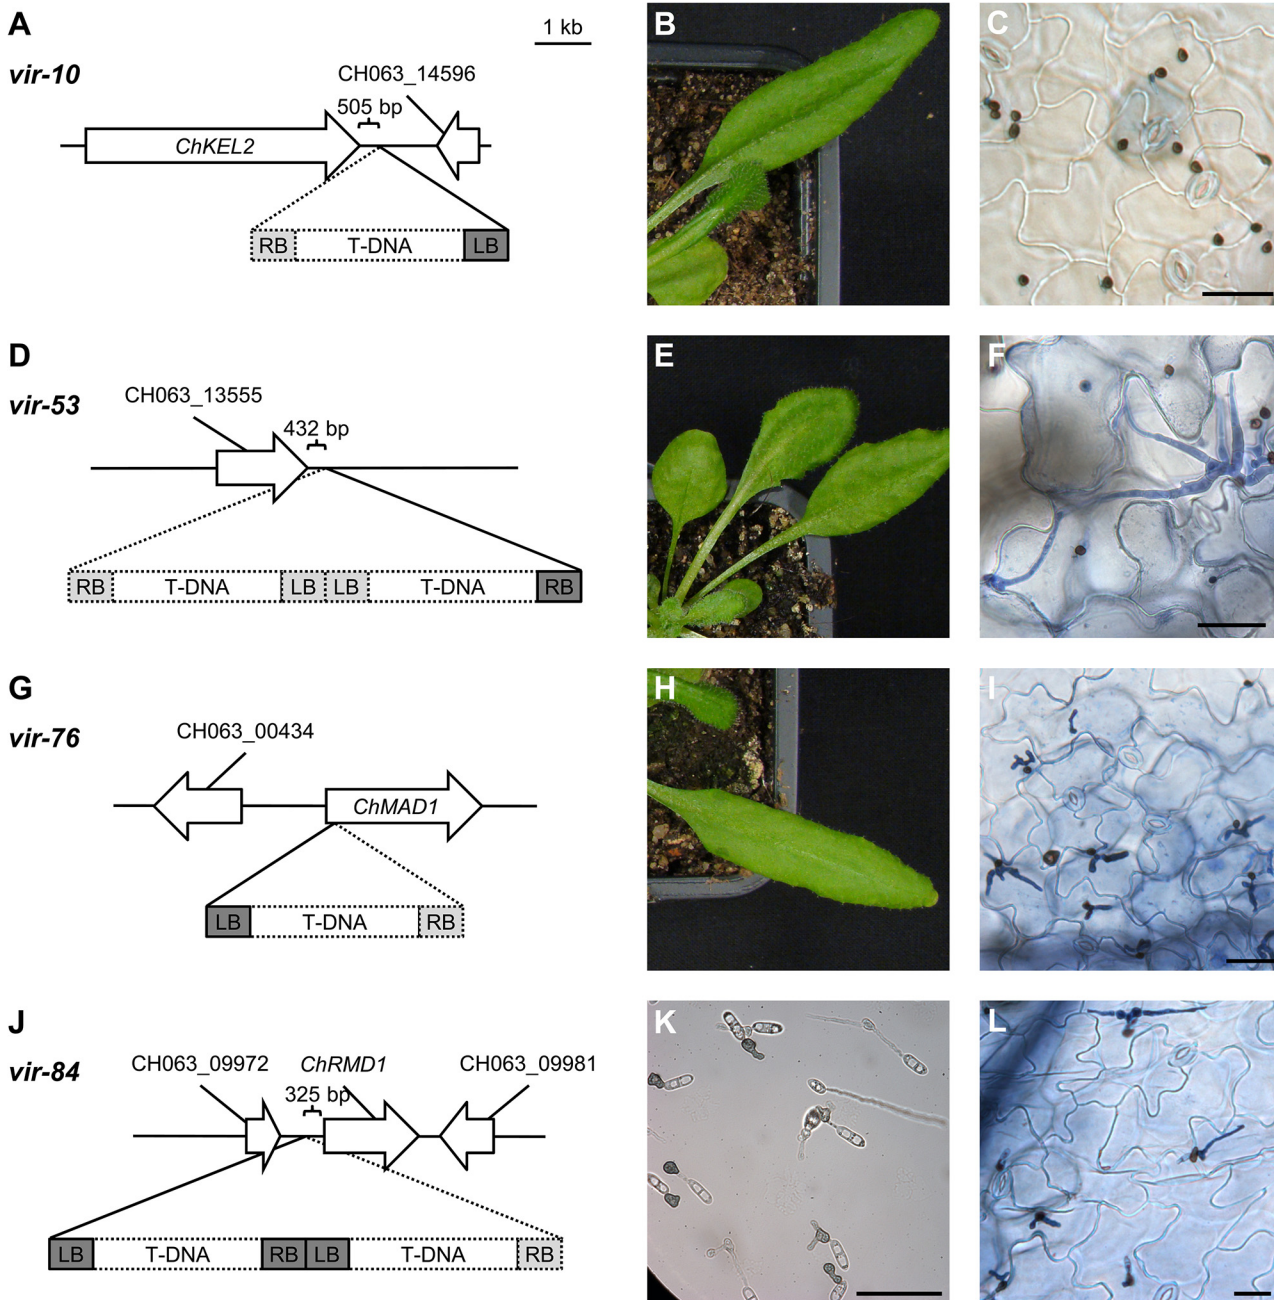 A
1 kb
vir-10
CH063_14596
505 bp
ChKEL2
RB T-DNA LB
B
C
D
vir-53
CH063_13555
432 bp
RB T-DNA LB LB T-DNA RB
E
F
G
vir-76
CH063_00434
ChMAD1
LB T-DNA RB
H
I
J
vir-84
CH063_09972 ChRMD1 CH063_09981
325 bp
LB T-DNA RB LB T-DNA RB
K
L